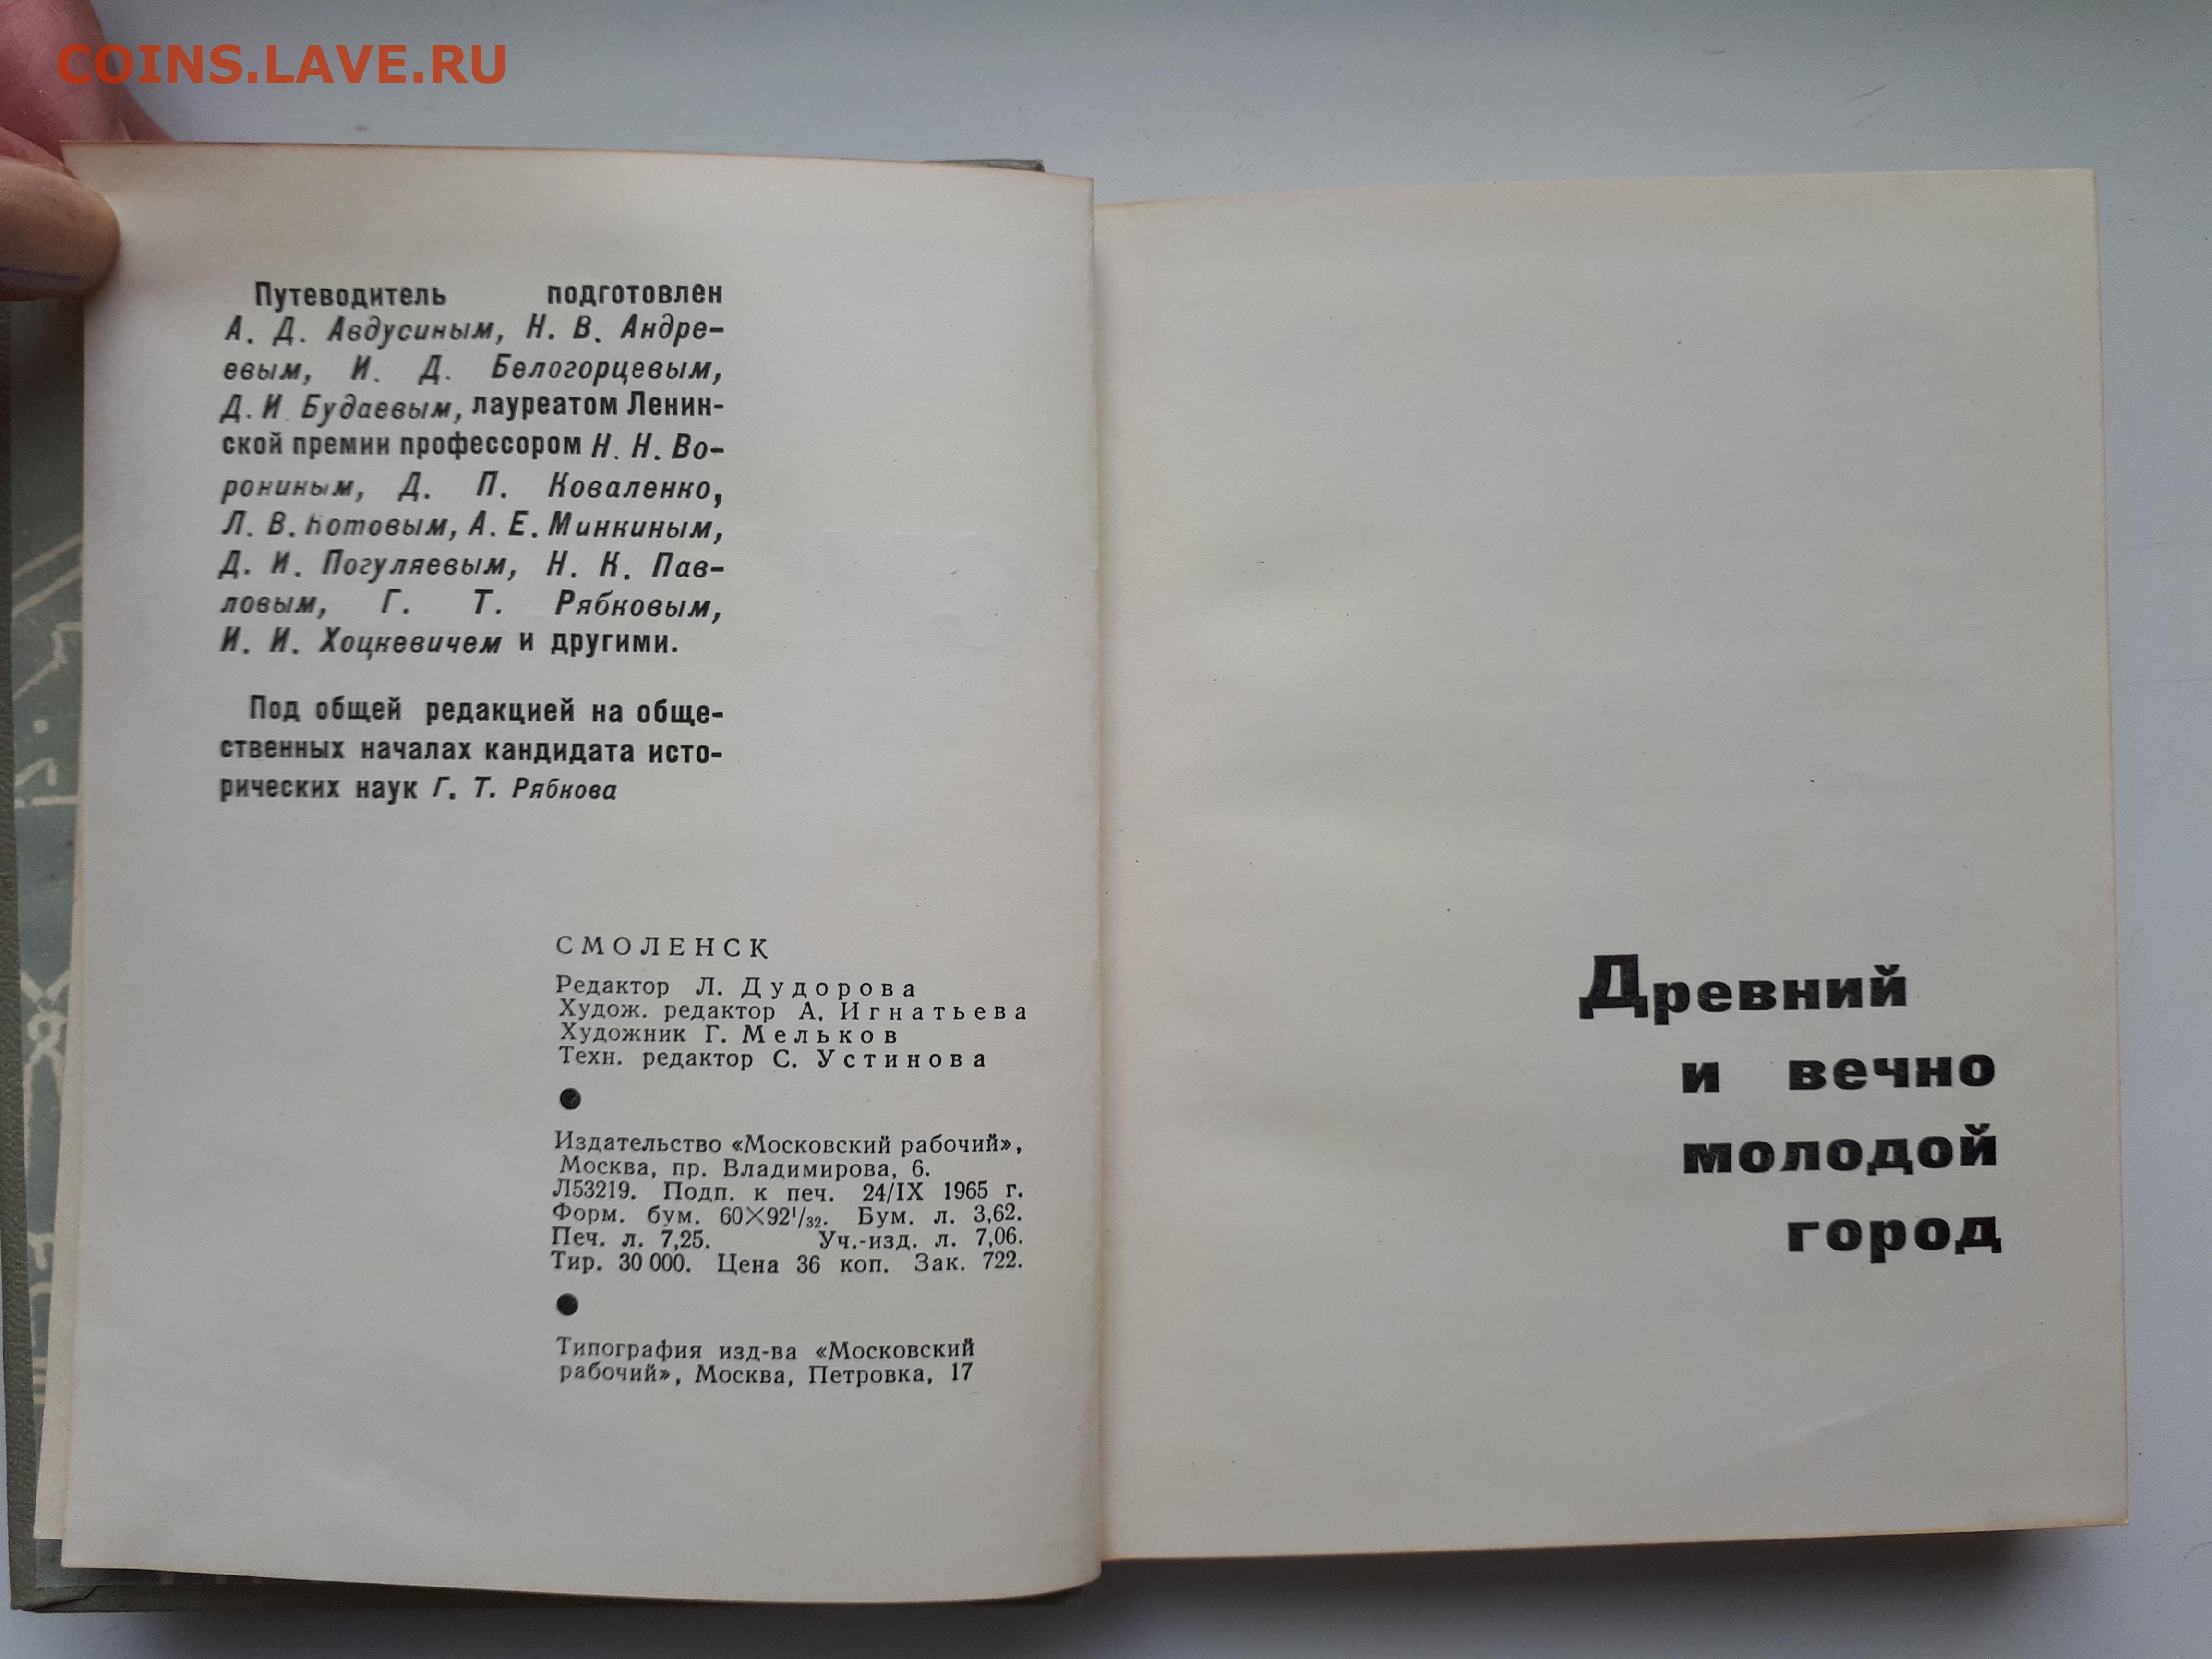 COINS.LAVE.RU
Путеводитель подготовлен
А. Д. Авдусиным, Н. В. Андре-
евым, И. Д. Белогорцевым,
Д. И. Будаевым, лауреатом Ленин-
ской премии профессором Н. Н. Во-
рониным, Д. П. Коваленко,
Л. В. Котовым, А. Е. Минкиным,
Д. И. Погуляевым, Н. К. Пав-
ловым, Г. Т. Рябковым,
И. И. Хоцкевичем и другими.
Под общей редакцией на обще-
ственных началах кандидата исто-
рических наук Г. Т. Рябкова
СМОЛЕНСК
Редактор Л. Дудорова
Худож. редактор А. Игнатьева
Художник Г. Мельков
Техн. редактор С. Устинова
Издательство «Московский рабочий»,
Москва, пр. Владимирова, 6.
Л53219. Подп. к печ. 24/IX 1965 г.
Форм. бум. 60×92¹/₃₂. Бум. л. 3,62.
Печ. л. 7,25. Уч.-изд. л. 7,06.
Тир. 30 000. Цена 36 коп. Зак. 722.
Типография изд-ва «Московский
рабочий», Москва, Петровка, 17
Древний
и вечно
молодой
город